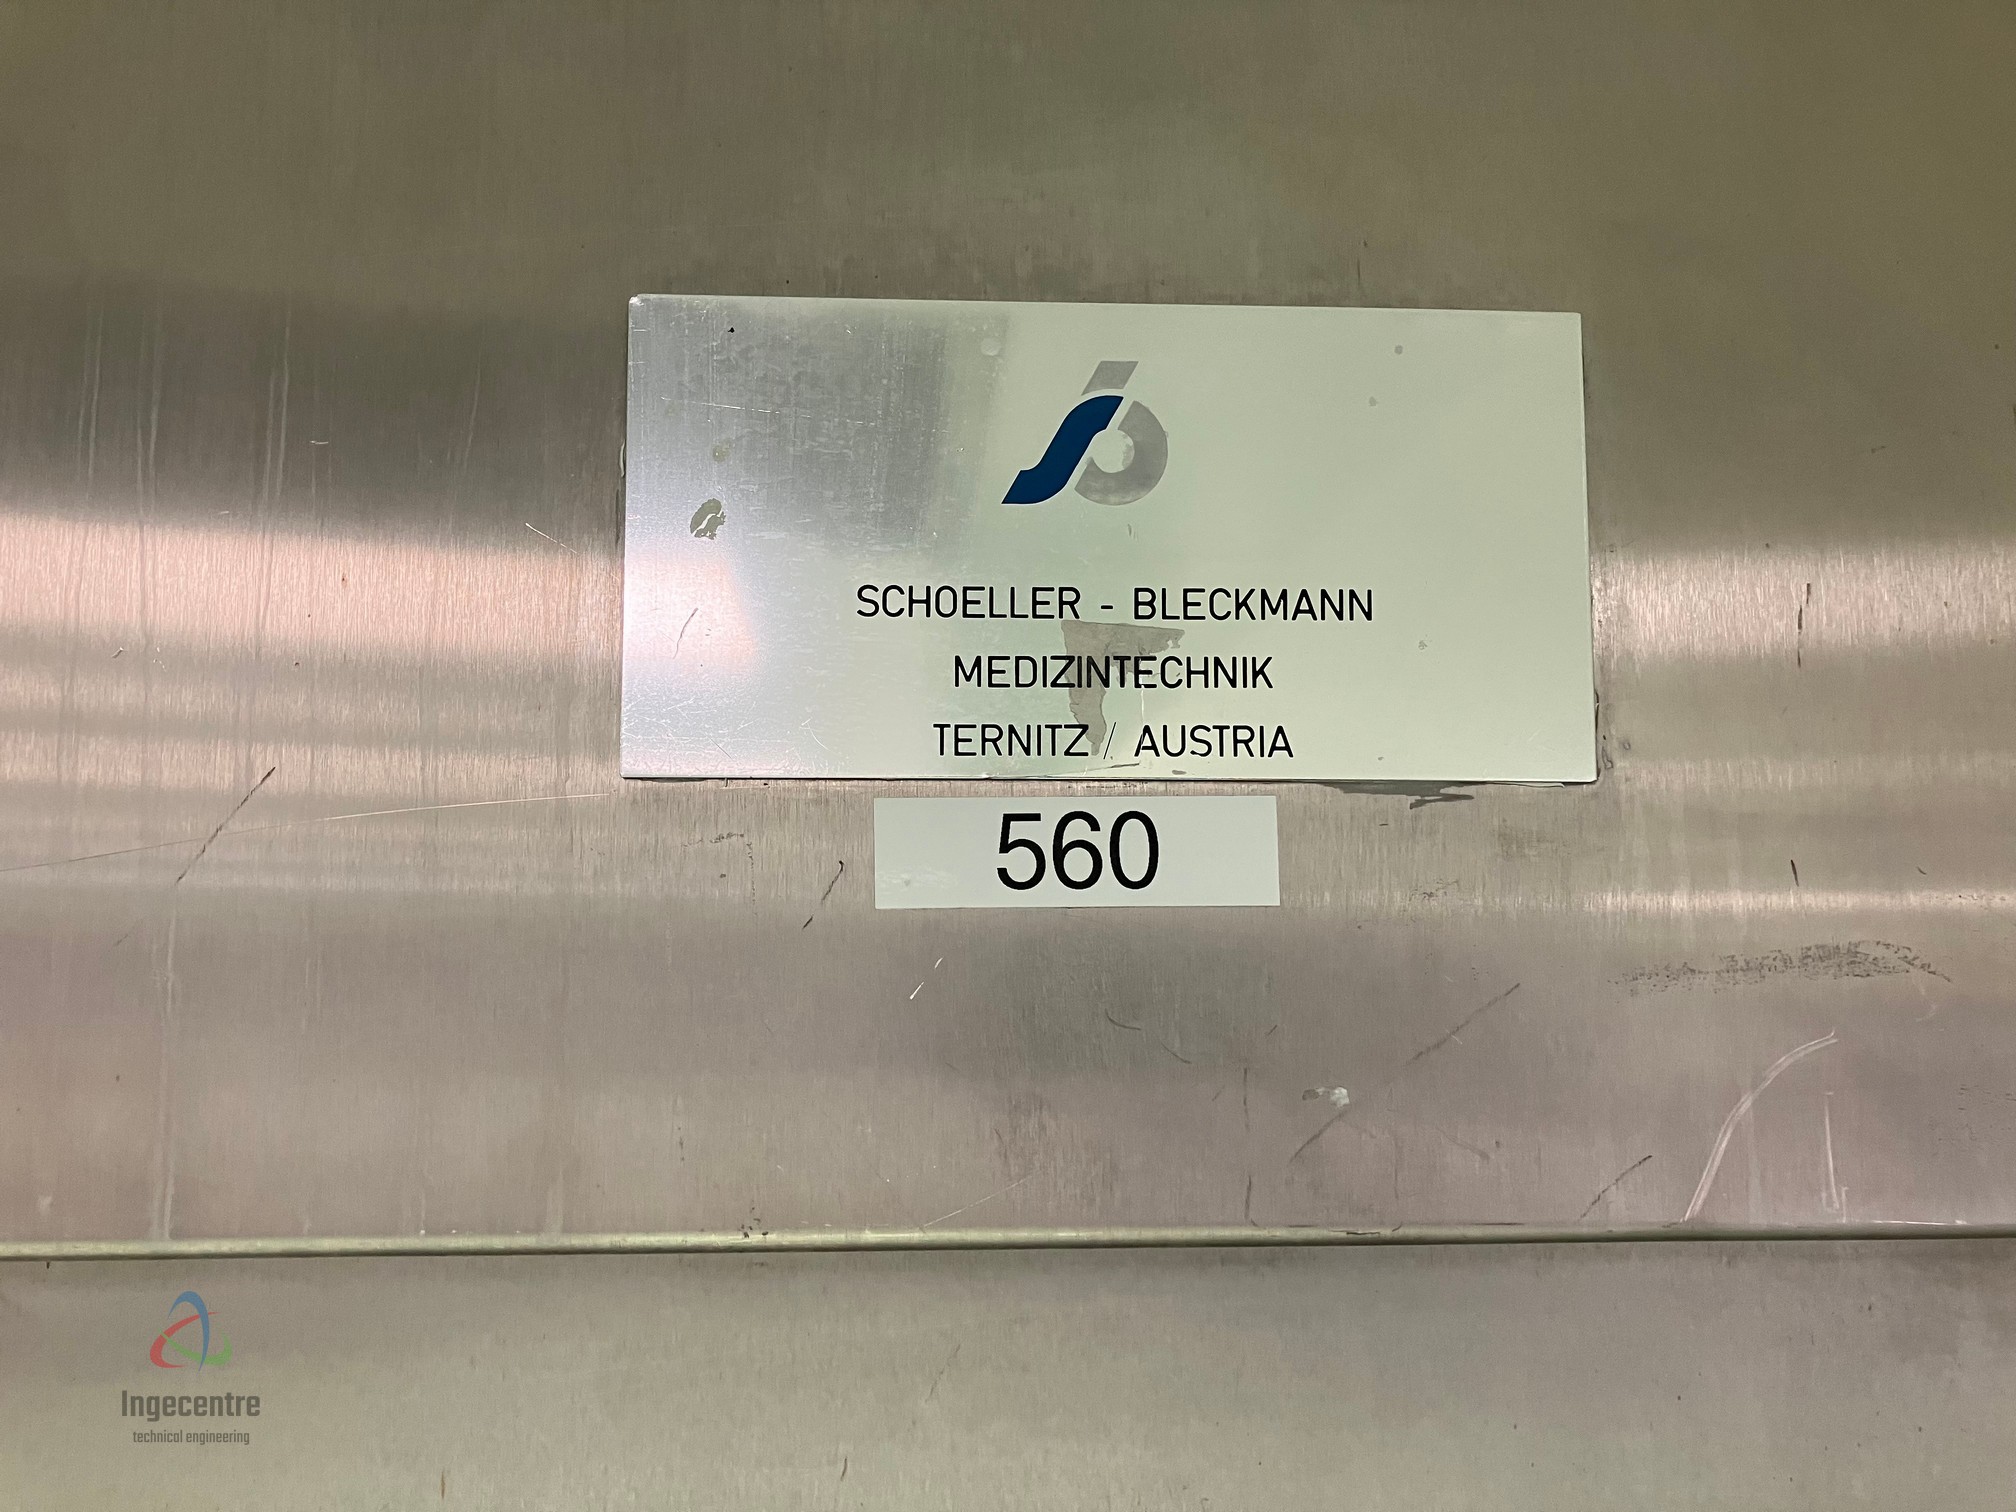 SCHOELLER - BLECKMANN
MEDIZINTECHNIK
TERNITZ / AUSTRIA
560
Ingecentre
technical engineering